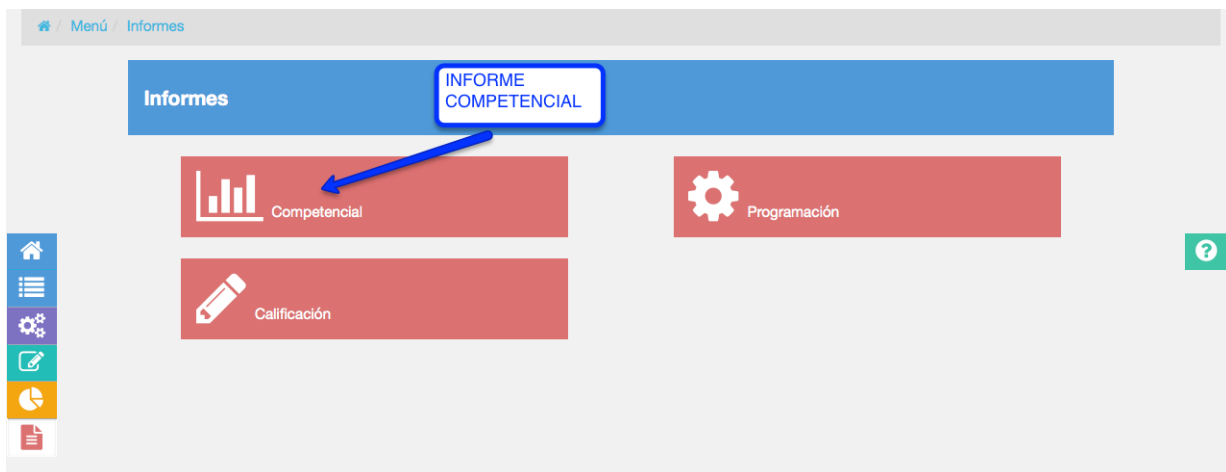 / Menú / Informes
Informes
INFORME
COMPETENCIAL
Competencial
Programación
Calificación